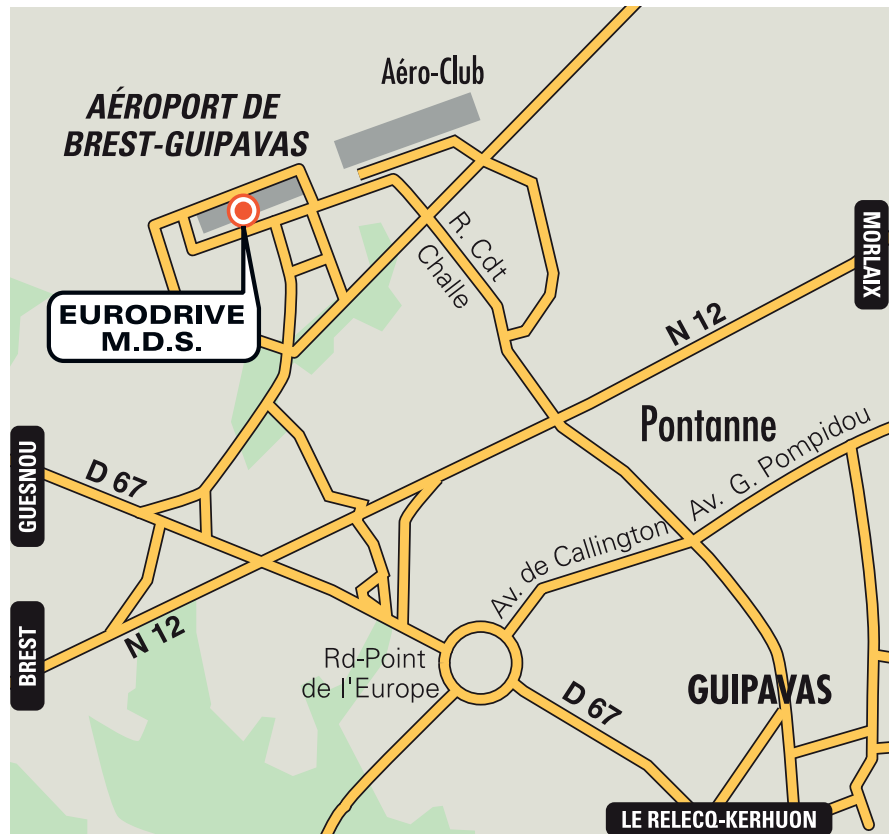 Aéro-Club
AÉROPORT DE
BREST-GUIPAVAS
R. Cdt
Challe
MORLAIX
EURODRIVE
M.D.S.
N 12
Pontanne
GUESNOU
D 67
Av. G. Pompidou
Av. de Callington
BREST
N 12
Rd-Point
de l'Europe
GUIPAVAS
D 67
LE RELECQ-KERHUON